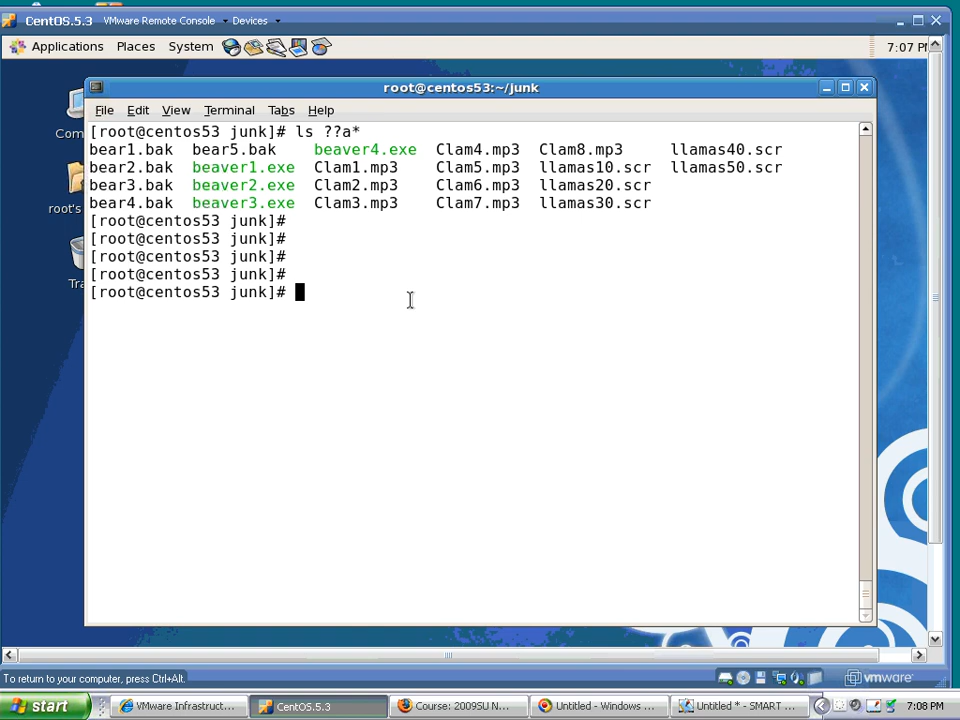 CentOS.5.3 VMware Remote Console Devices
Applications Places System 7:07 P
root@centos53:~/junk
File Edit View Terminal Tabs Help
[root@centos53 junk]# ls ??a*
bear1.bak bear5.bak beaver4.exe Clam4.mp3 Clam8.mp3 llamas40.scr
bear2.bak beaver1.exe Clam1.mp3 Clam5.mp3 llamas10.scr llamas50.scr
bear3.bak beaver2.exe Clam2.mp3 Clam6.mp3 llamas20.scr
bear4.bak beaver3.exe Clam3.mp3 Clam7.mp3 llamas30.scr
[root@centos53 junk]#
[root@centos53 junk]#
[root@centos53 junk]#
[root@centos53 junk]#
[root@centos53 junk]#
Com
root's
Tra
To return to your computer, press Ctrl+Alt.
vmware
start VMware Infrastruct... CentOS.5.3 Course: 2009SU N... Untitled - Windows ... Untitled * - SMART ... 7:08 PM